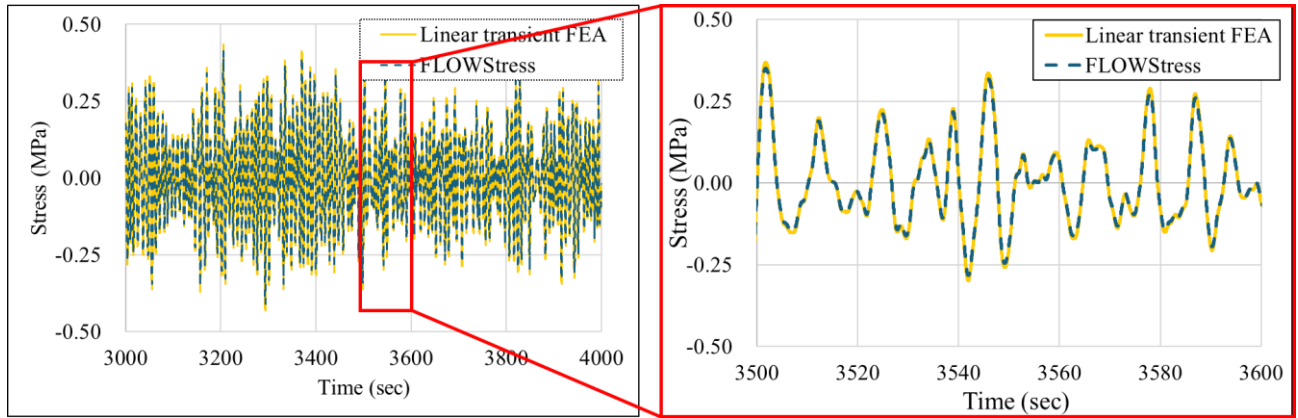 Linear transient FEA
FLOWStress
0.50
0.25
0.00
-0.25
-0.50
Stress (MPa)
3000 3200 3400 3600 3800 4000
Time (sec)
Linear transient FEA
FLOWStress
0.50
0.25
0.00
-0.25
-0.50
Stress (MPa)
3500 3520 3540 3560 3580 3600
Time (sec)